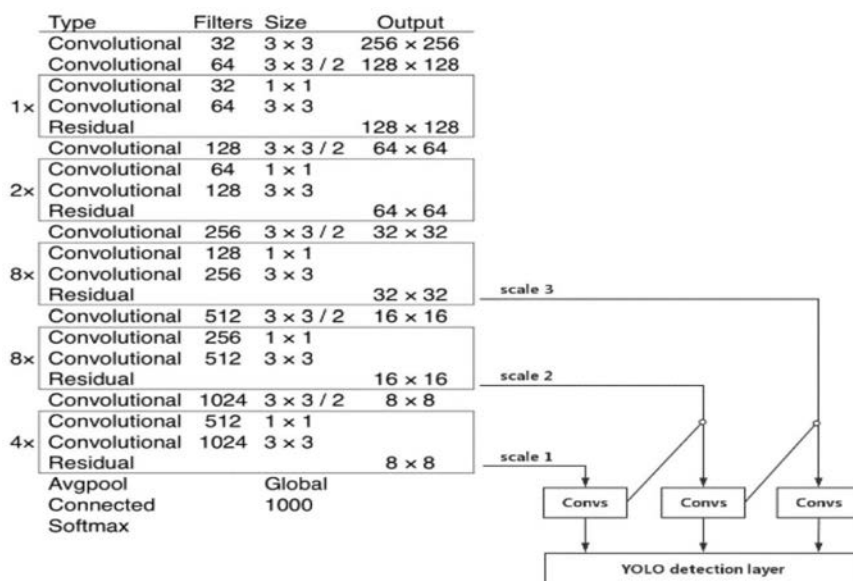 Type Filters Size Output
Convolutional 32 3 × 3 256 × 256
Convolutional 64 3 × 3 / 2 128 × 128
Convolutional 32 1 × 1
1× Convolutional 64 3 × 3
Residual 128 × 128
Convolutional 128 3 × 3 / 2 64 × 64
Convolutional 64 1 × 1
2× Convolutional 128 3 × 3
Residual 64 × 64
Convolutional 256 3 × 3 / 2 32 × 32
Convolutional 128 1 × 1
8× Convolutional 256 3 × 3
Residual 32 × 32
scale 3
Convolutional 512 3 × 3 / 2 16 × 16
Convolutional 256 1 × 1
8× Convolutional 512 3 × 3
Residual 16 × 16
scale 2
Convolutional 1024 3 × 3 / 2 8 × 8
Convolutional 512 1 × 1
4× Convolutional 1024 3 × 3
Residual 8 × 8
scale 1
Avgpool Global
Connected 1000
Softmax
Convs Convs Convs
YOLO detection layer